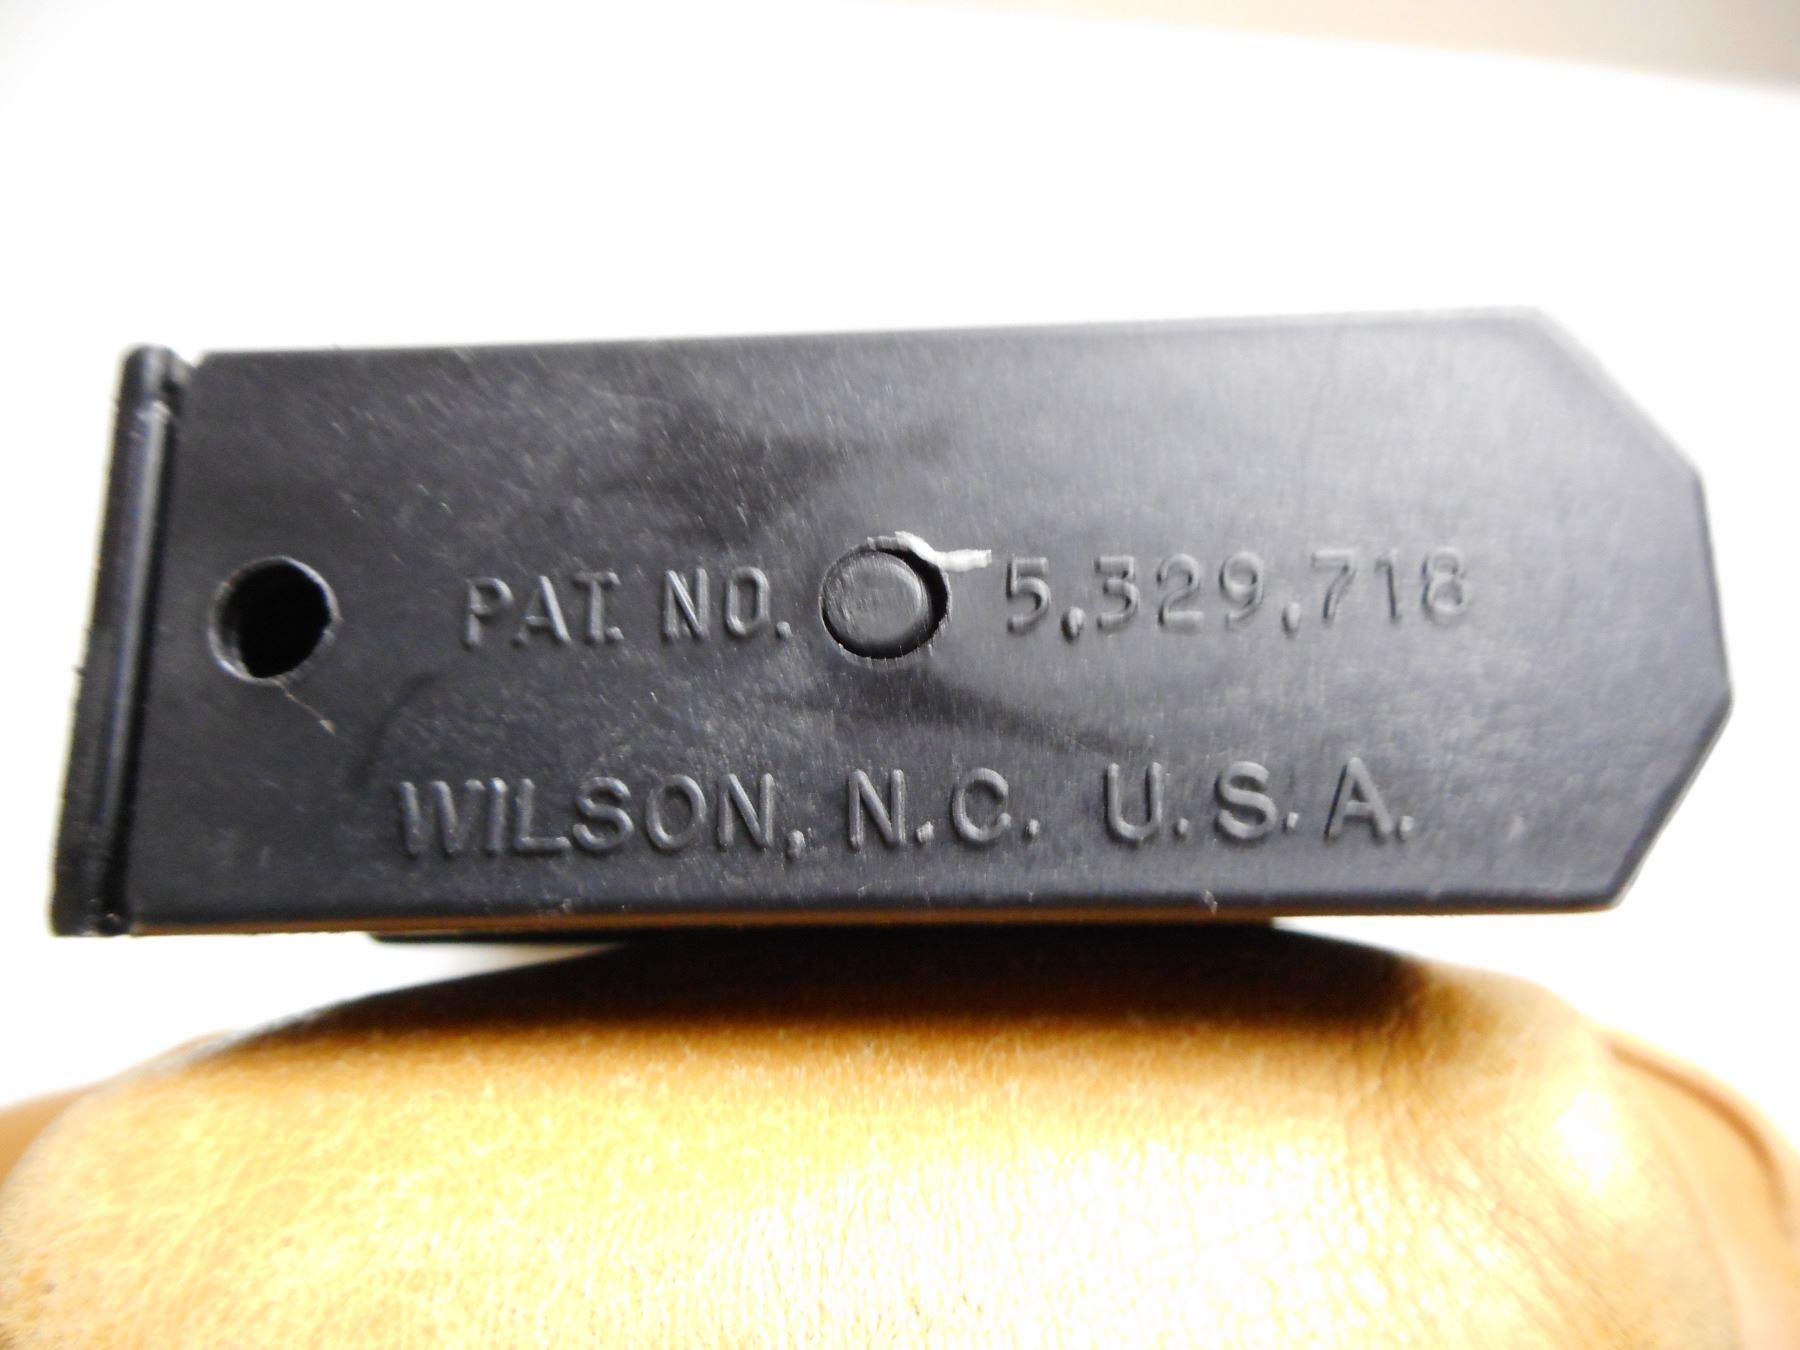 PAT. NO. 5,329,718
WILSON, N.C. U.S.A.